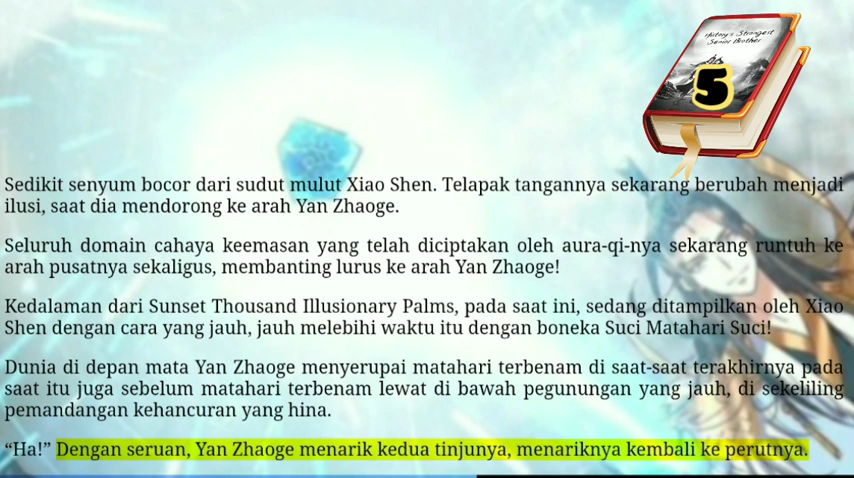 History's Strongest
Senior Brother
5
Sedikit senyum bocor dari sudut mulut Xiao Shen. Telapak tangannya sekarang berubah menjadi
ilusi, saat dia mendorong ke arah Yan Zhaoge.
Seluruh domain cahaya keemasan yang telah diciptakan oleh aura-qi-nya sekarang runtuh ke
arah pusatnya sekaligus, membanting lurus ke arah Yan Zhaoge!
Kedalaman dari Sunset Thousand Illusionary Palms, pada saat ini, sedang ditampilkan oleh Xiao
Shen dengan cara yang jauh, jauh melebihi waktu itu dengan boneka Suci Matahari Suci!
Dunia di depan mata Yan Zhaoge menyerupai matahari terbenam di saat-saat terakhirnya pada
saat itu juga sebelum matahari terbenam lewat di bawah pegunungan yang jauh, di sekeliling
pemandangan kehancuran yang hina.
“Ha!” Dengan seruan, Yan Zhaoge menarik kedua tinjunya, menariknya kembali ke perutnya.